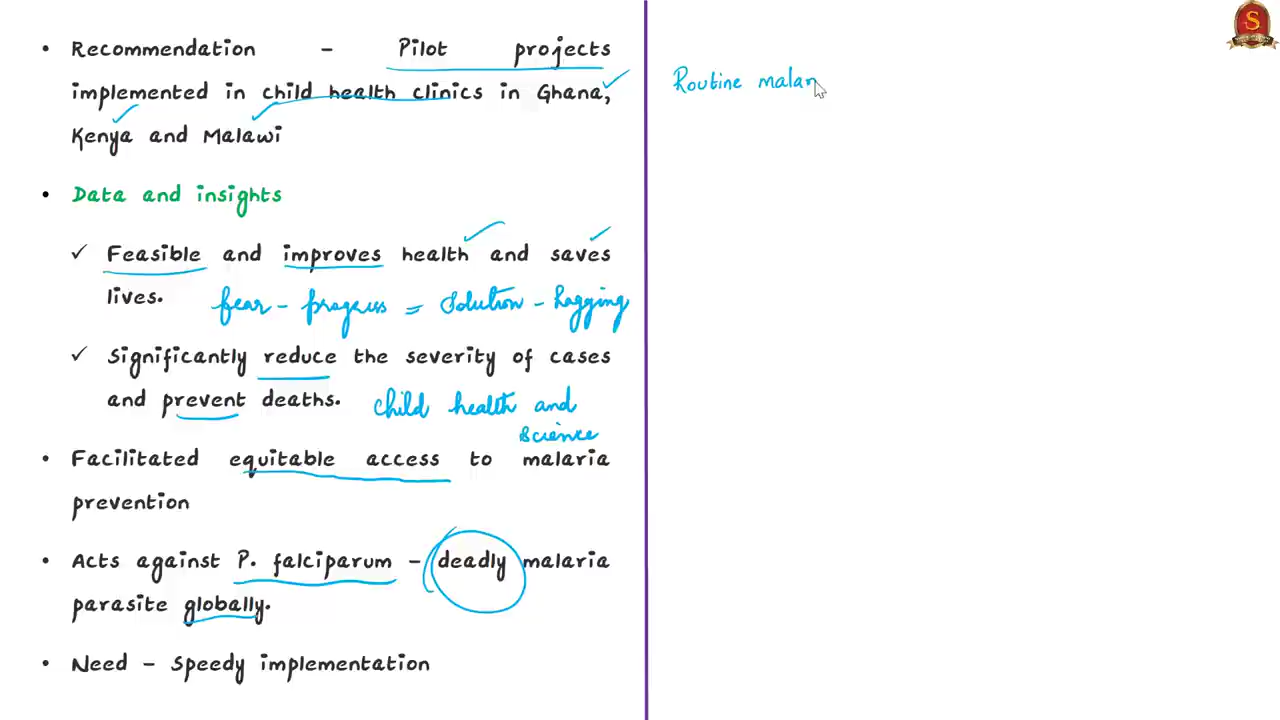 • Recommendation – Pilot projects
implemented in child health clinics in Ghana,
Kenya and Malawi
• Data and insights
✓ Feasible and improves health and saves
lives.
fear – progress = solution – lagging
✓ Significantly reduce the severity of cases
and prevent deaths.
child health and
science
• Facilitated equitable access to malaria
prevention
• Acts against P. falciparum – deadly malaria
parasite globally.
• Need – Speedy implementation
Routine malar
S